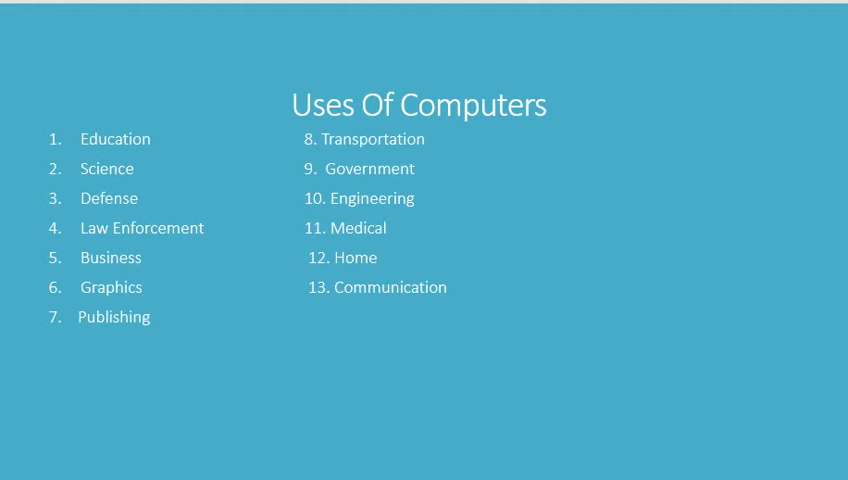 Uses Of Computers
1. Education
2. Science
3. Defense
4. Law Enforcement
5. Business
6. Graphics
7. Publishing
8. Transportation
9. Government
10. Engineering
11. Medical
12. Home
13. Communication